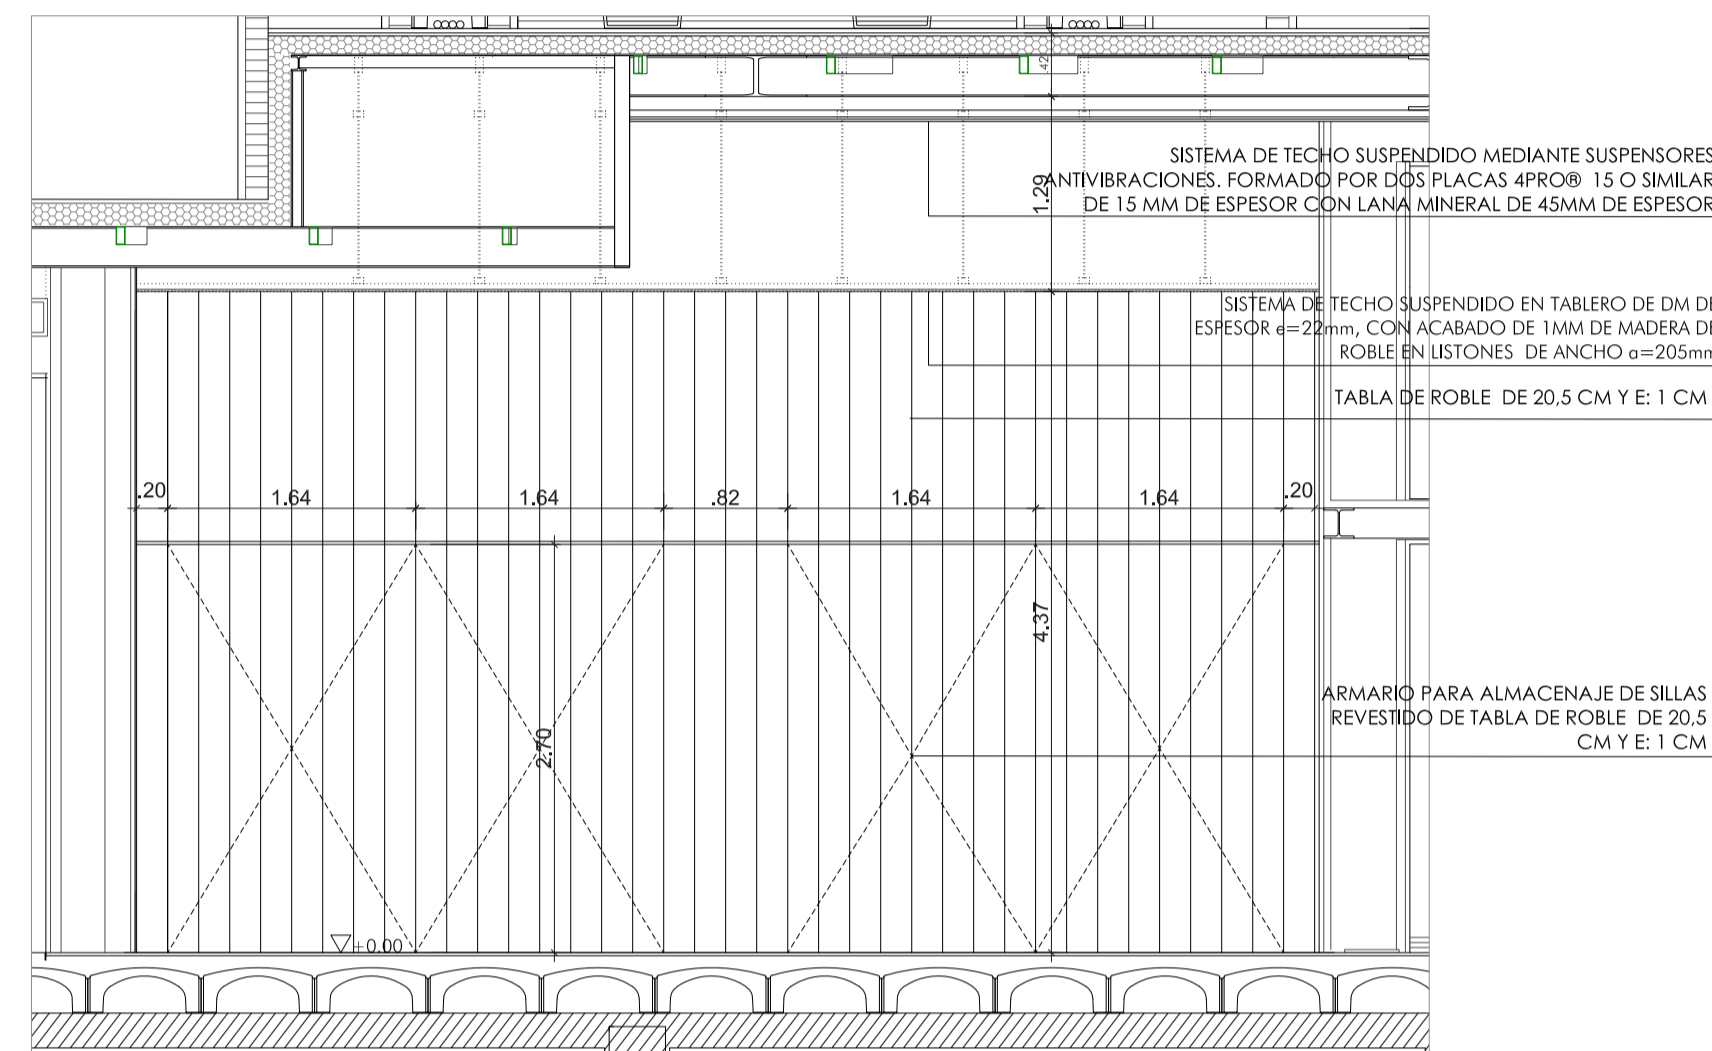 42
SISTEMA DE TECHO SUSPENDIDO MEDIANTE SUSPENSORES
ANTIVIBRACIONES. FORMADO POR DOS PLACAS 4PRO® 15 O SIMILAR
DE 15 MM DE ESPESOR CON LANA MINERAL DE 45MM DE ESPESOR
1.29
SISTEMA DE TECHO SUSPENDIDO EN TABLERO DE DM DE
ESPESOR e=22mm, CON ACABADO DE 1MM DE MADERA DE
ROBLE EN LISTONES DE ANCHO a=205mm
TABLA DE ROBLE DE 20,5 CM Y E: 1 CM
.20 1.64 1.64 .82 1.64 1.64 .20
4.37
ARMARIO PARA ALMACENAJE DE SILLAS
REVESTIDO DE TABLA DE ROBLE DE 20,5
CM Y E: 1 CM
2.70
+0.00